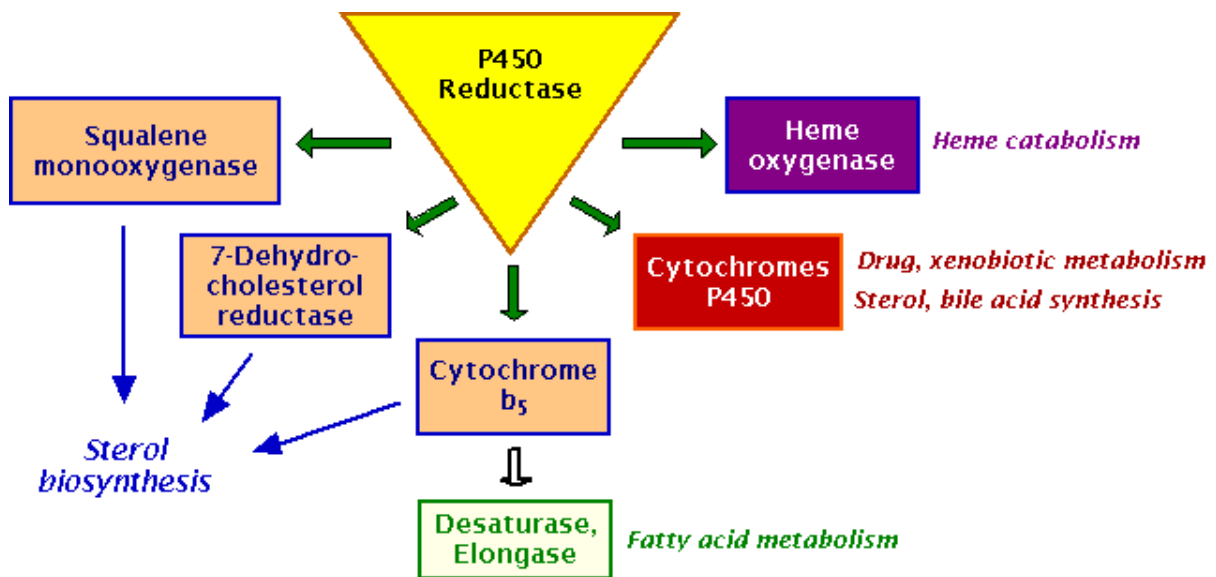 P450
Reductase
Squalene
monooxygenase
Heme
oxygenase
Heme catabolism
7-Dehydro-
cholesterol
reductase
Cytochromes
P450
Drug, xenobiotic metabolism
Sterol, bile acid synthesis
Cytochrome
b₅
Sterol
biosynthesis
Desaturase,
Elongase
Fatty acid metabolism